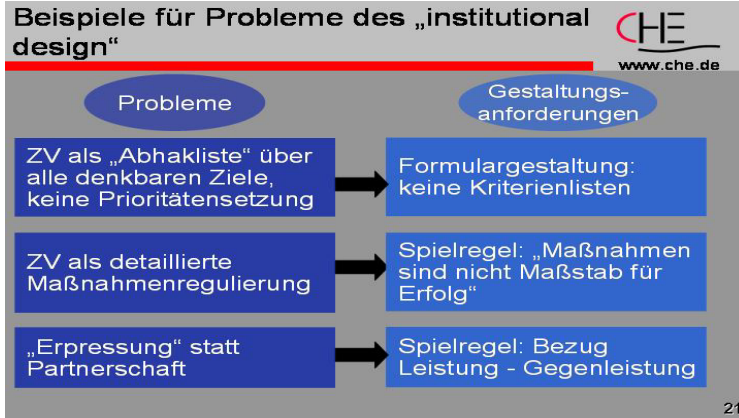 Beispiele für Probleme des „institutional
design“
CHE
www.che.de
Probleme
Gestaltungs-
anforderungen
ZV als „Abhakliste“ über
alle denkbaren Ziele,
keine Prioritätensetzung
Formulargestaltung:
keine Kriterienlisten
ZV als detaillierte
Maßnahmenregulierung
Spielregel: „Maßnahmen
sind nicht Maßstab für
Erfolg“
„Erpressung“ statt
Partnerschaft
Spielregel: Bezug
Leistung - Gegenleistung
21